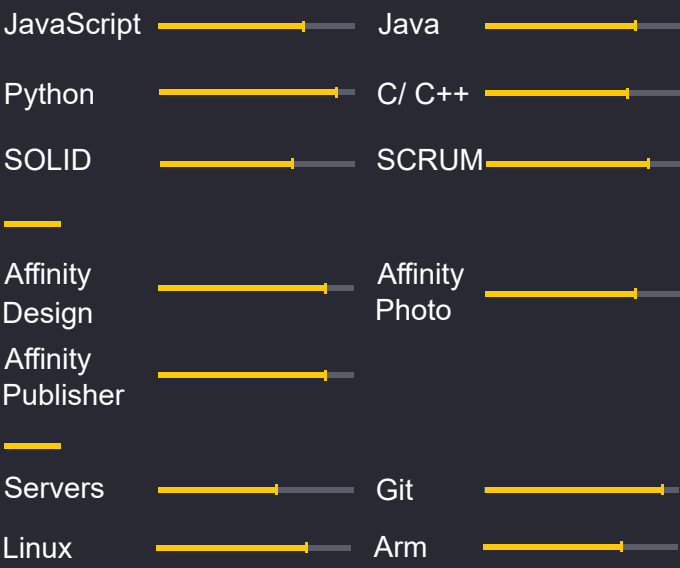 JavaScript
Java
Python
C/ C++
SOLID
SCRUM
Affinity
Design
Affinity
Photo
Affinity
Publisher
Servers
Git
Linux
Arm